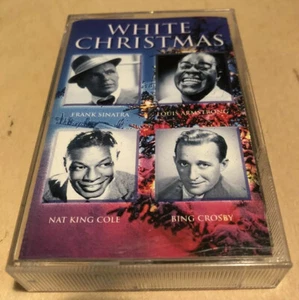 WHITE
CHRISTMAS
FRANK SINATRA
LOUIS ARMSTRONG
NAT KING COLE
BING CROSBY